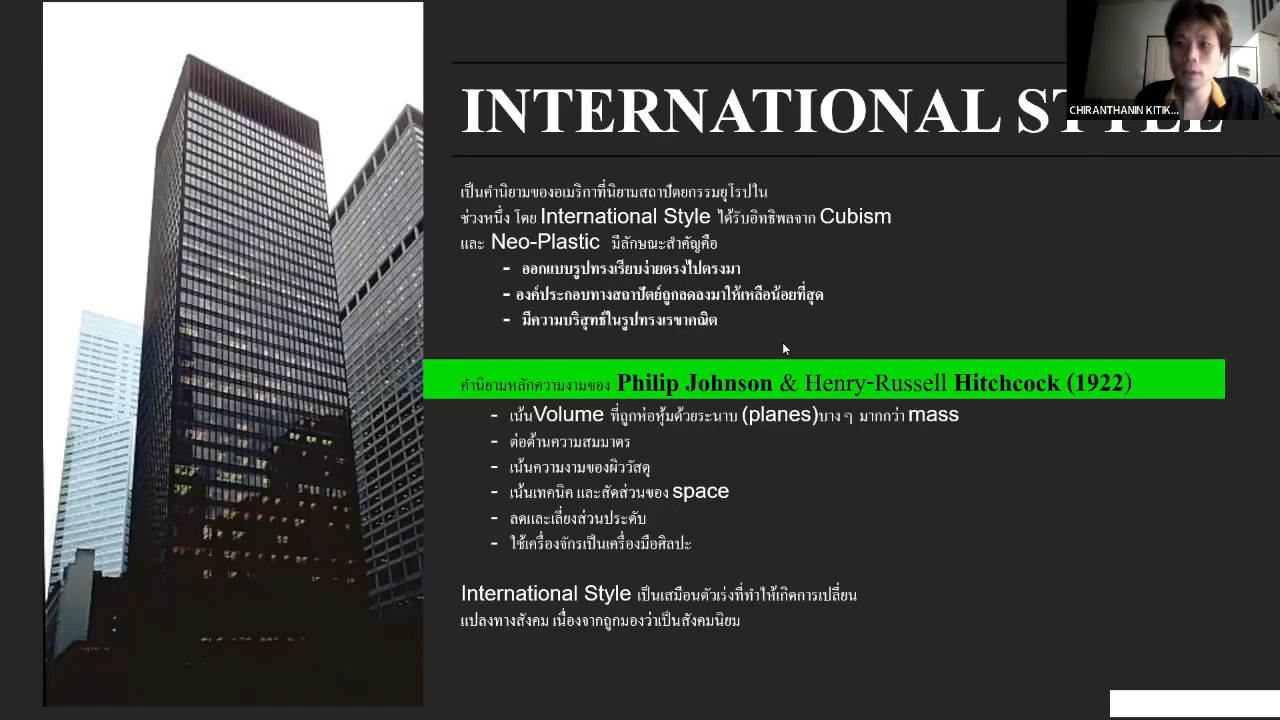 INTERNATIONAL STYLE
CHIRANTHANIN KITIK...
เป็นคำนิยามของอเมริกาที่นิยามสถาปัตยกรรมยุโรปใน
ช่วงหนึ่ง โดย International Style ได้รับอิทธิพลจาก Cubism
และ Neo-Plastic มีลักษณะสำคัญคือ
- ออกแบบรูปทรงเรียบง่ายตรงไปตรงมา
- องค์ประกอบทางสถาปัตย์ถูกลดลงมาให้เหลือน้อยที่สุด
- มีความบริสุทธ์ในรูปทรงเรขาคณิต
คำนิยามหลักความงามของ Philip Johnson & Henry-Russell Hitchcock (1922)
- เน้นVolume ที่ถูกห่อหุ้มด้วยระนาบ (planes)บาง ๆ มากกว่า mass
- ต่อต้านความสมมาตร
- เน้นความงามของผิววัสดุ
- เน้นเทคนิค และสัดส่วนของ space
- ลดและเลี่ยงส่วนประดับ
- ใช้เครื่องจักรเป็นเครื่องมือศิลปะ
International Style เป็นเสมือนตัวเร่งที่ทำให้เกิดการเปลี่ยน
แปลงทางสังคม เนื่องจากถูกมองว่าเป็นสังคมนิยม